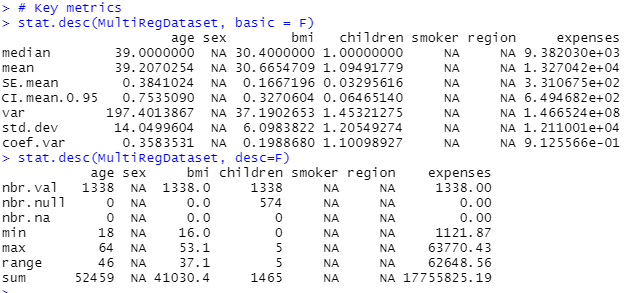 > # Key metrics
> stat.desc(MultiRegDataset, basic = F)
age sex bmi children smoker region expenses
median 39.0000000 NA 30.4000000 1.00000000 NA NA 9.382030e+03
mean 39.2070254 NA 30.6654709 1.09491779 NA NA 1.327042e+04
SE.mean 0.3841024 NA 0.1667196 0.03295616 NA NA 3.310675e+02
CI.mean.0.95 0.7535090 NA 0.3270604 0.06465140 NA NA 6.494682e+02
var 197.4013867 NA 37.1902653 1.45321275 NA NA 1.466524e+08
std.dev 14.0499604 NA 6.0983822 1.20549274 NA NA 1.211001e+04
coef.var 0.3583531 NA 0.1988680 1.10098927 NA NA 9.125566e-01
> stat.desc(MultiRegDataset, desc=F)
age sex bmi children smoker region expenses
nbr.val 1338 NA 1338.0 1338 NA NA 1338.00
nbr.null 0 NA 0.0 574 NA NA 0.00
nbr.na 0 NA 0.0 0 NA NA 0.00
min 18 NA 16.0 0 NA NA 1121.87
max 64 NA 53.1 5 NA NA 63770.43
range 46 NA 37.1 5 NA NA 62648.56
sum 52459 NA 41030.4 1465 NA NA 17755825.19
>